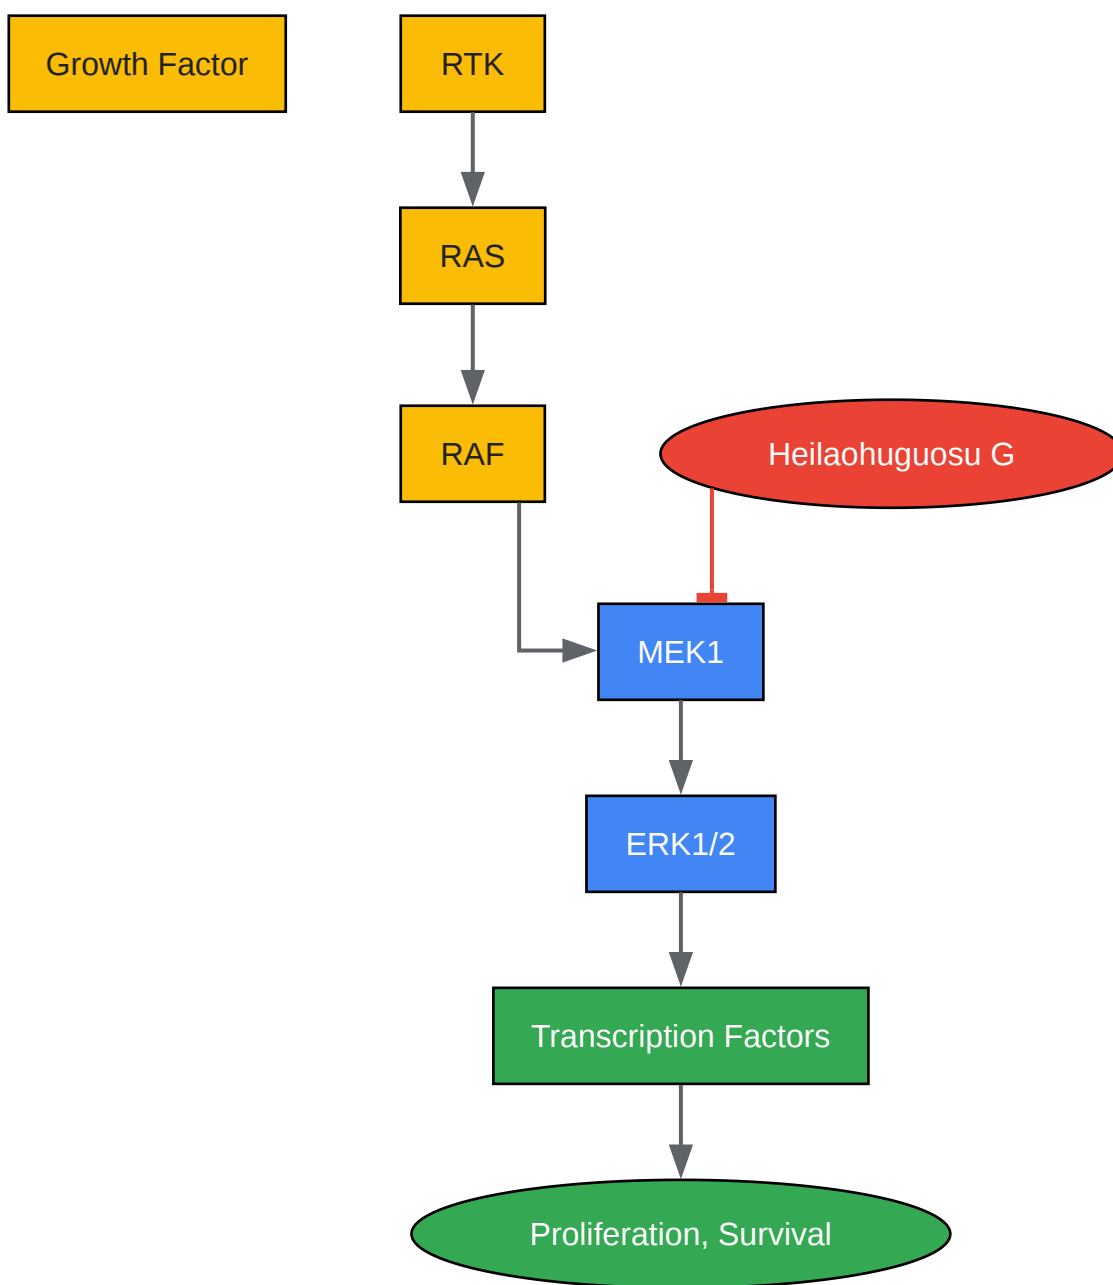 Growth Factor
RTK
RAS
RAF
Heilaohuguosu G
MEK1
ERK1/2
Transcription Factors
Proliferation, Survival